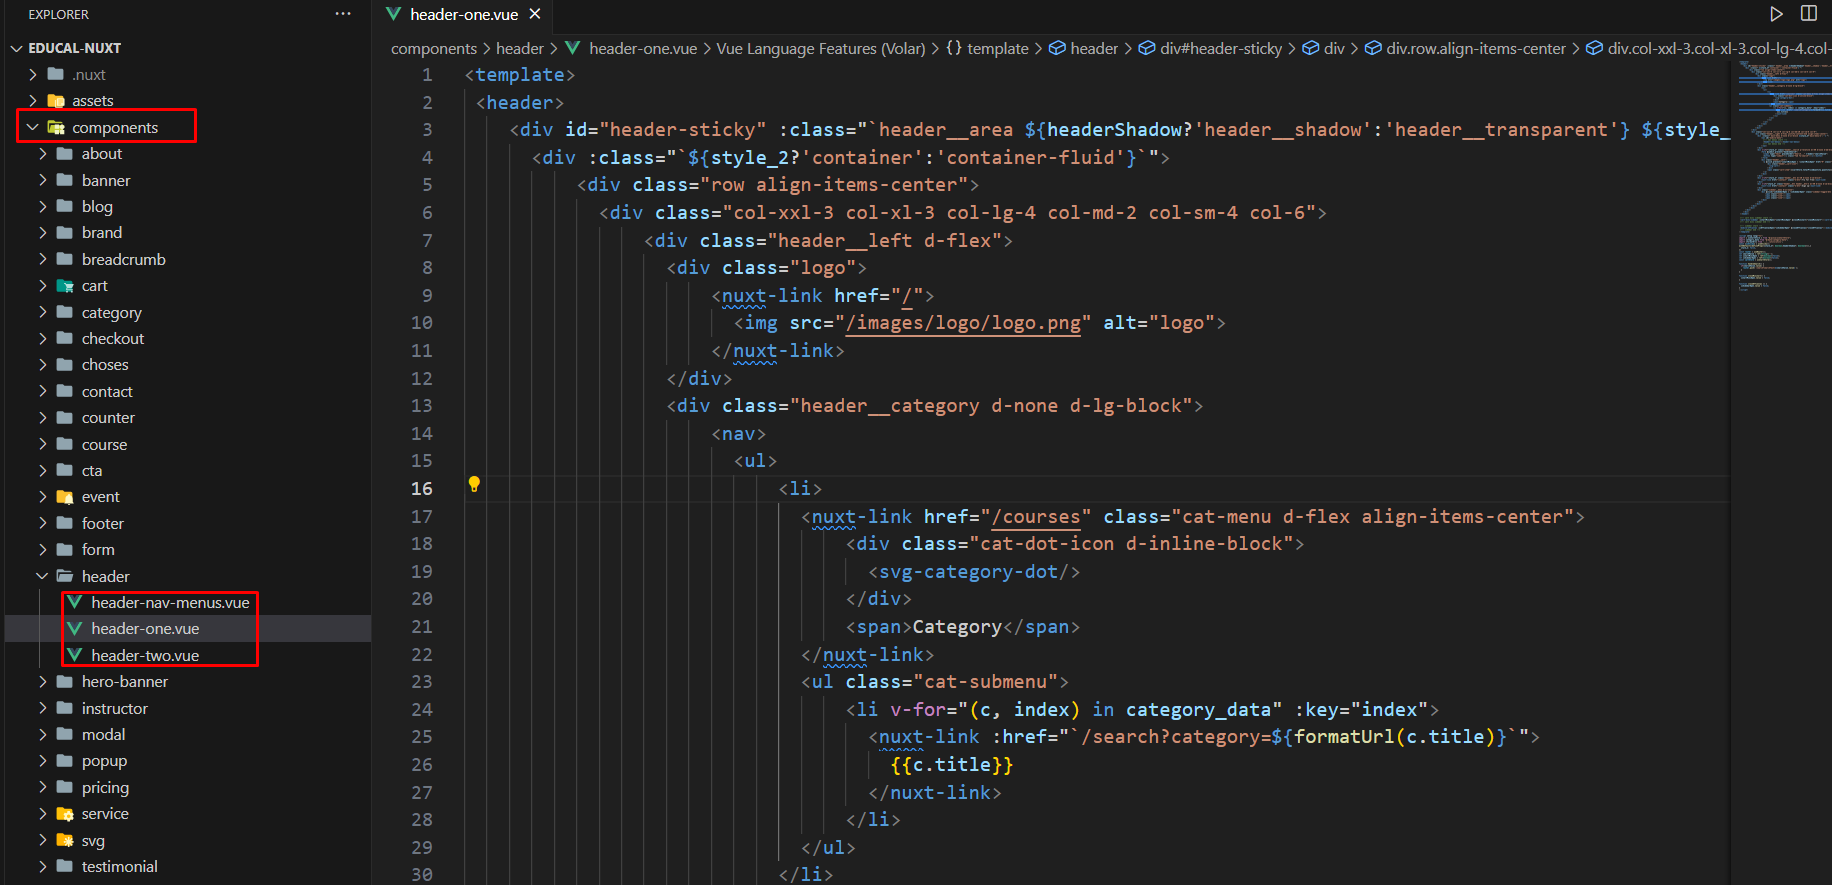 EXPLORER
EDUCAL-NUXT
.nuxt
assets
components
about
banner
blog
brand
breadcrumb
cart
category
checkout
choses
contact
counter
course
cta
event
footer
form
header
header-nav-menus.vue
header-one.vue
header-two.vue
hero-banner
instructor
modal
popup
pricing
service
svg
testimonial
header-one.vue
components > header > header-one.vue > Vue Language Features (Volar) > {} template > header > div#header-sticky > div > div.row.align-items-center > div.col-xxl-3.col-xl-3.col-lg-4.col-
1 <template>
2 <header>
3 <div id="header-sticky" :class="`header__area ${headerShadow?'header__shadow':'header__transparent'} ${style_
4 <div :class="`${style_2?'container':'container-fluid'}`">
5 <div class="row align-items-center">
6 <div class="col-xxl-3 col-xl-3 col-lg-4 col-md-2 col-sm-4 col-6">
7 <div class="header__left d-flex">
8 <div class="logo">
9 <nuxt-link href="/">
10 <img src="/images/logo/logo.png" alt="logo">
11 </nuxt-link>
12 </div>
13 <div class="header__category d-none d-lg-block">
14 <nav>
15 <ul>
16 <li>
17 <nuxt-link href="/courses" class="cat-menu d-flex align-items-center">
18 <div class="cat-dot-icon d-inline-block">
19 <svg-category-dot/>
20 </div>
21 <span>Category</span>
22 </nuxt-link>
23 <ul class="cat-submenu">
24 <li v-for="(c, index) in category_data" :key="index">
25 <nuxt-link :href="`/search?category=${formatUrl(c.title)}`">
26 {{c.title}}
27 </nuxt-link>
28 </li>
29 </ul>
30 </li>